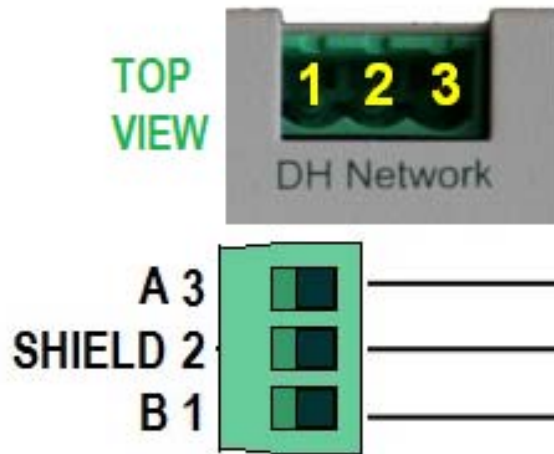 TOP
VIEW
1 2 3
DH Network
A 3
SHIELD 2
B 1